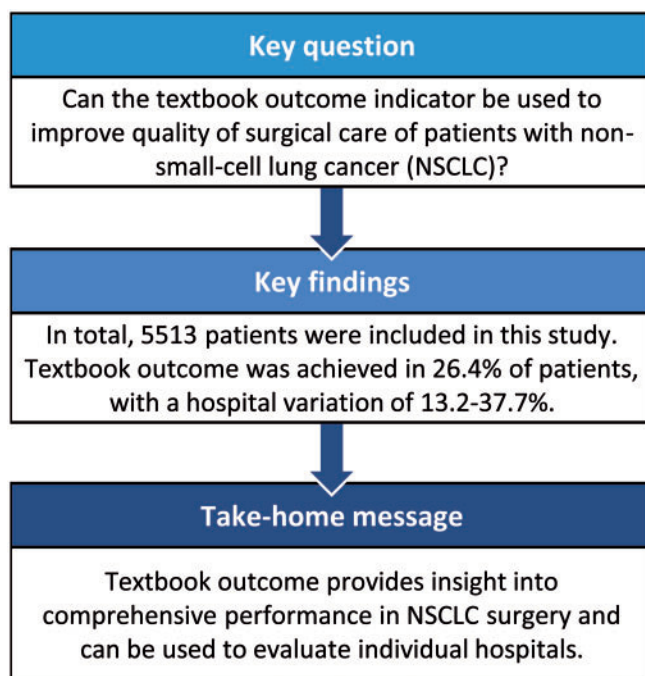 Key question
Can the textbook outcome indicator be used to
improve quality of surgical care of patients with non-
small-cell lung cancer (NSCLC)?
Key findings
In total, 5513 patients were included in this study.
Textbook outcome was achieved in 26.4% of patients,
with a hospital variation of 13.2-37.7%.
Take-home message
Textbook outcome provides insight into
comprehensive performance in NSCLC surgery and
can be used to evaluate individual hospitals.